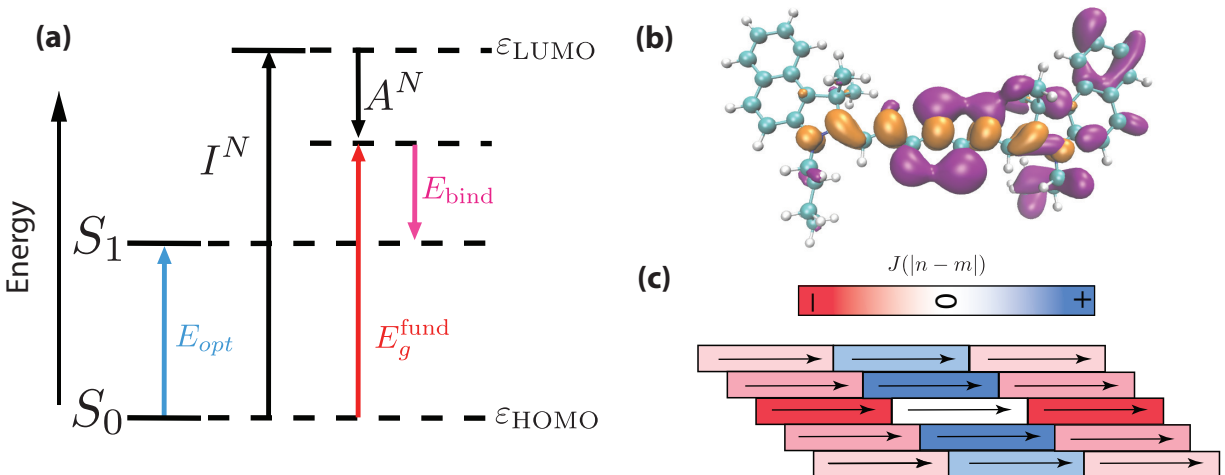 (a)
ε_LUMO
A^N
I^N
E_bind
Energy
S_1
E_opt
E_g^fund
S_0
ε_HOMO
(b)
(c)
J(|n − m|)
− 0 +